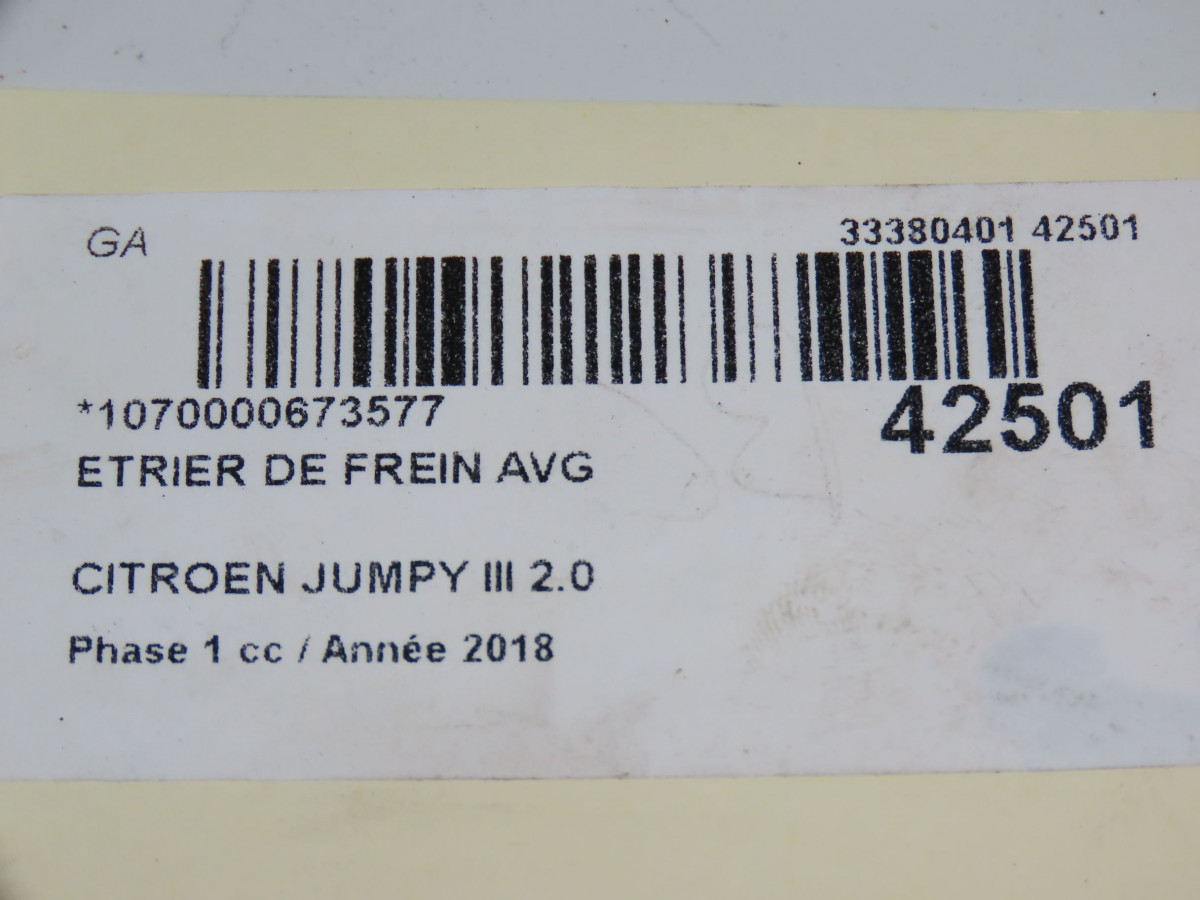 GA
33380401 42501
*1070000673577
42501
ETRIER DE FREIN AVG
CITROEN JUMPY III 2.0
Phase 1 cc / Année 2018